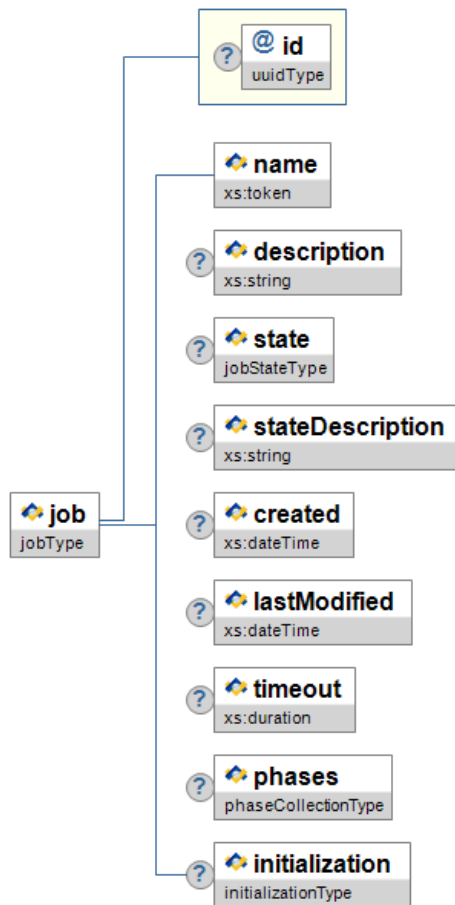 ? @ id
uuidType
name
xs:token
? description
xs:string
? state
jobStateType
? stateDescription
xs:string
job
jobType
? created
xs:dateTime
? lastModified
xs:dateTime
? timeout
xs:duration
? phases
phaseCollectionType
? initialization
initializationType